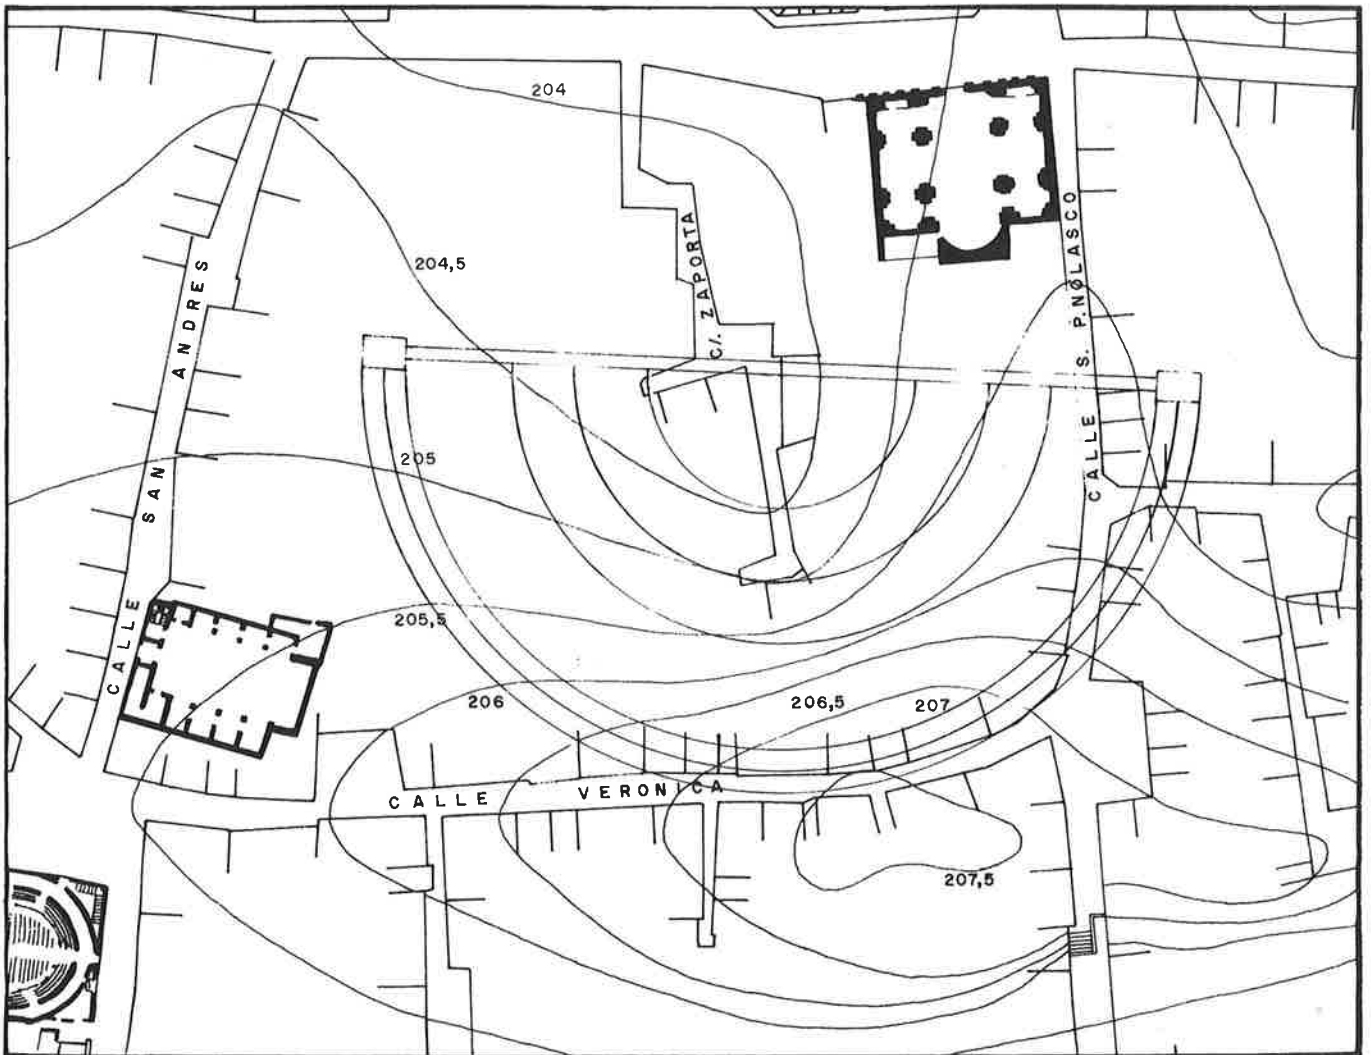 204
204,5
C/. ZAPORTA
CALLE S. P. NOLASCO
CALLE SAN ANDRES
205
205,5
206
206,5
207
CALLE VERONICA
207,5